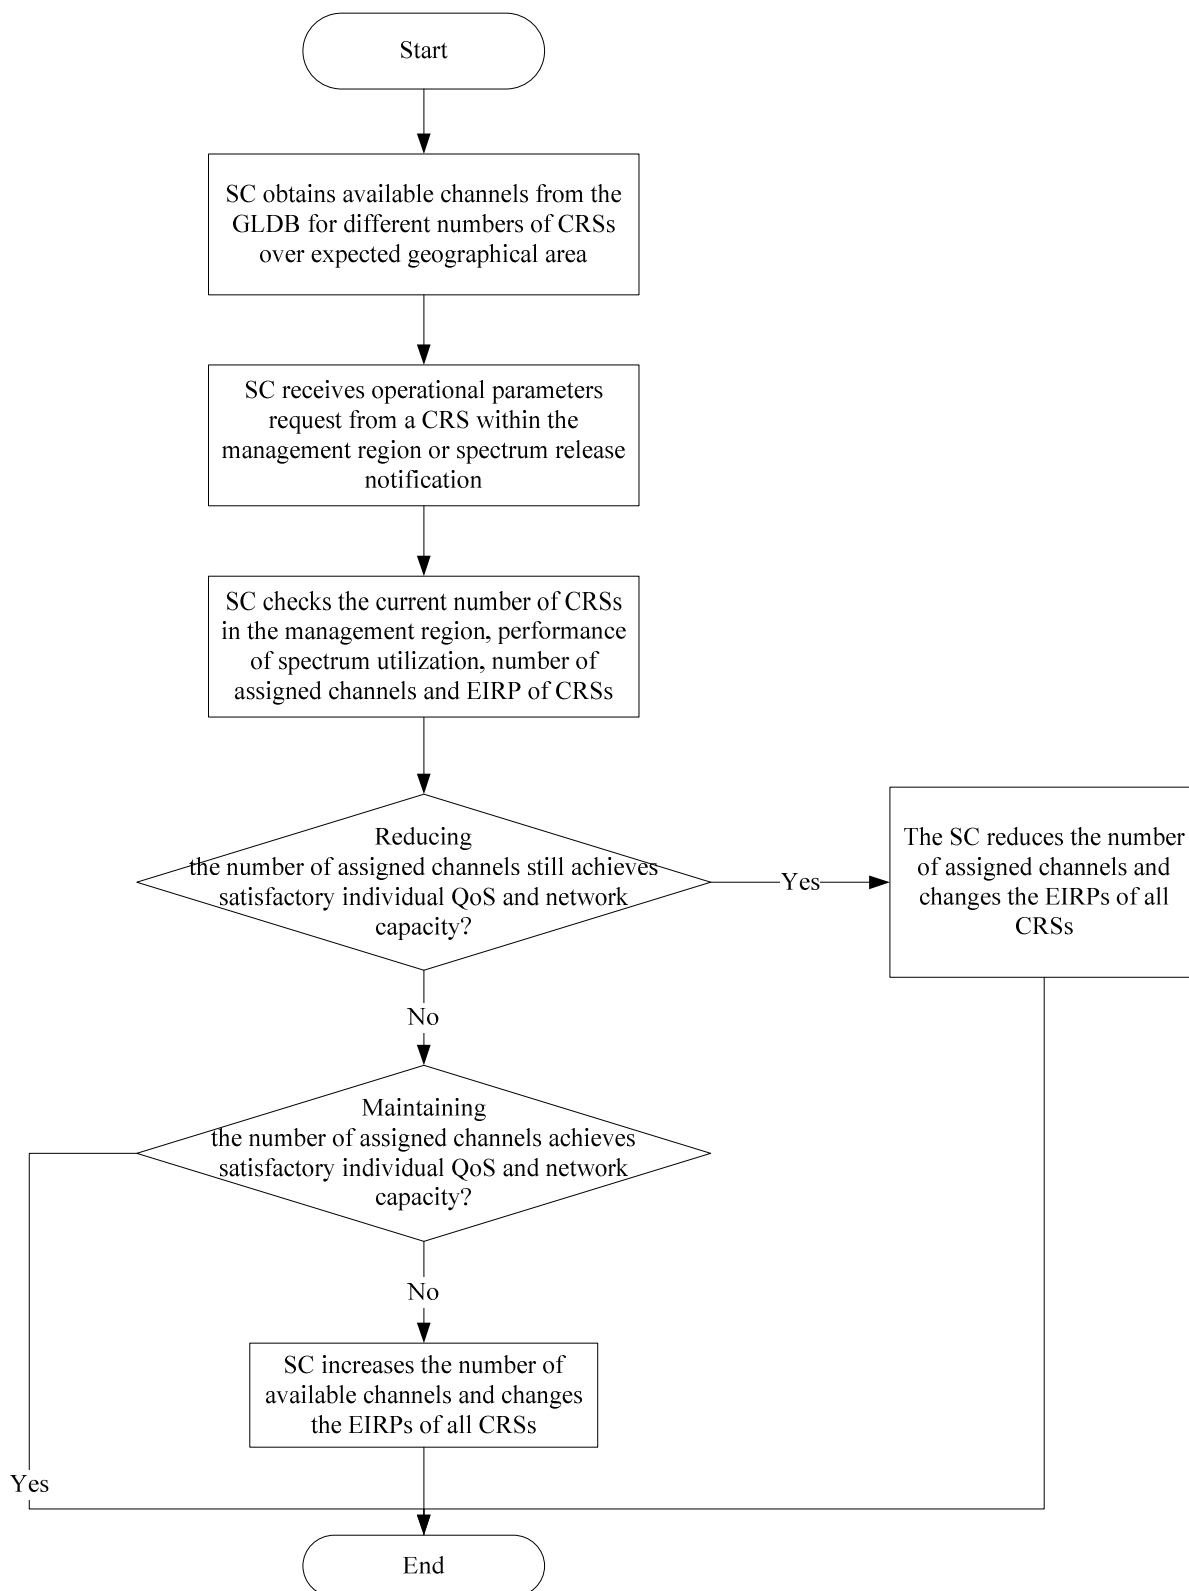 Start
SC obtains available channels from the
GLDB for different numbers of CRSs
over expected geographical area
SC receives operational parameters
request from a CRS within the
management region or spectrum release
notification
SC checks the current number of CRSs
in the management region, performance
of spectrum utilization, number of
assigned channels and EIRP of CRSs
Reducing
the number of assigned channels still achieves
satisfactory individual QoS and network
capacity?
Yes
The SC reduces the number
of assigned channels and
changes the EIRPs of all
CRSs
No
Maintaining
the number of assigned channels achieves
satisfactory individual QoS and network
capacity?
No
SC increases the number of
available channels and changes
the EIRPs of all CRSs
Yes
End